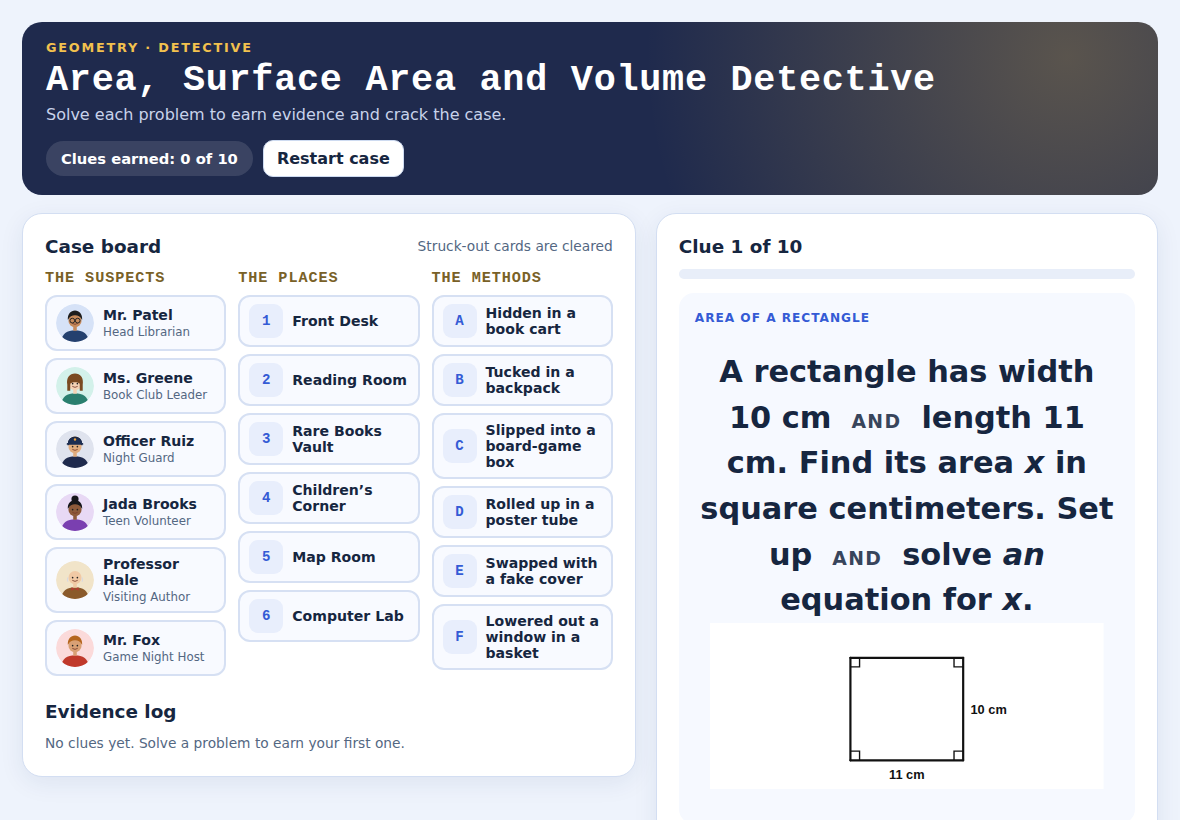 GEOMETRY · DETECTIVE
Area, Surface Area and Volume Detective
Solve each problem to earn evidence and crack the case.
Clues earned: 0 of 10
Restart case
Case board
Struck-out cards are cleared
THE SUSPECTS
Mr. Patel
Head Librarian
Ms. Greene
Book Club Leader
Officer Ruiz
Night Guard
Jada Brooks
Teen Volunteer
Professor
Hale
Visiting Author
Mr. Fox
Game Night Host
THE PLACES
1 Front Desk
2 Reading Room
3 Rare Books
Vault
4 Children’s
Corner
5 Map Room
6 Computer Lab
THE METHODS
A Hidden in a
book cart
B Tucked in a
backpack
C Slipped into a
board-game
box
D Rolled up in a
poster tube
E Swapped with
a fake cover
F Lowered out a
window in a
basket
Evidence log
No clues yet. Solve a problem to earn your first one.
Clue 1 of 10
AREA OF A RECTANGLE
A rectangle has width
10 cm AND length 11
cm. Find its area x in
square centimeters. Set
up AND solve an
equation for x.
10 cm
11 cm